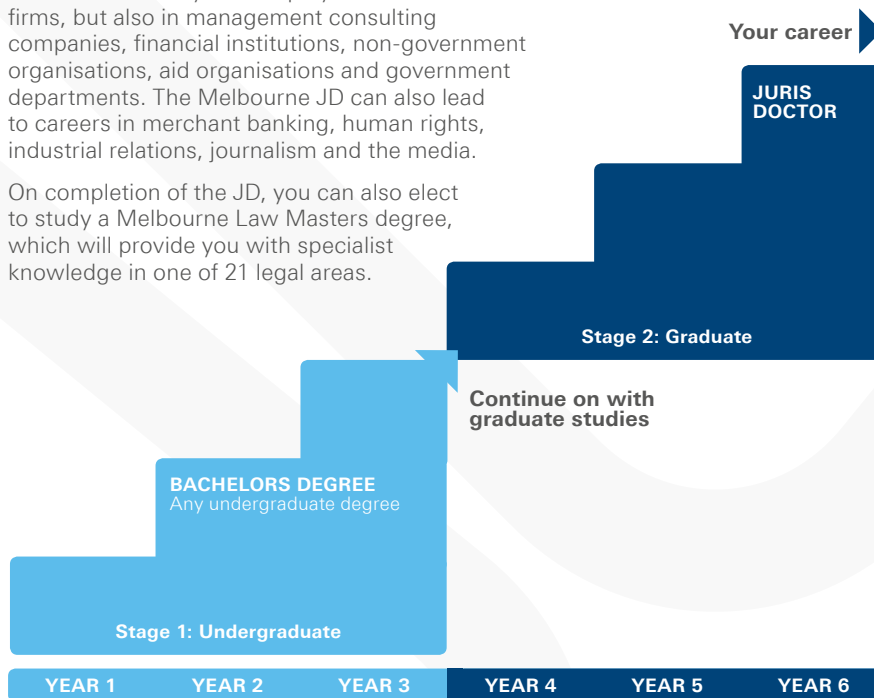 firms, but also in management consulting
companies, financial institutions, non-government
organisations, aid organisations and government
departments. The Melbourne JD can also lead
to careers in merchant banking, human rights,
industrial relations, journalism and the media.
On completion of the JD, you can also elect
to study a Melbourne Law Masters degree,
which will provide you with specialist
knowledge in one of 21 legal areas.
Your career
JURIS
DOCTOR
Stage 2: Graduate
Continue on with
graduate studies
BACHELORS DEGREE
Any undergraduate degree
Stage 1: Undergraduate
YEAR 1 YEAR 2 YEAR 3 YEAR 4 YEAR 5 YEAR 6